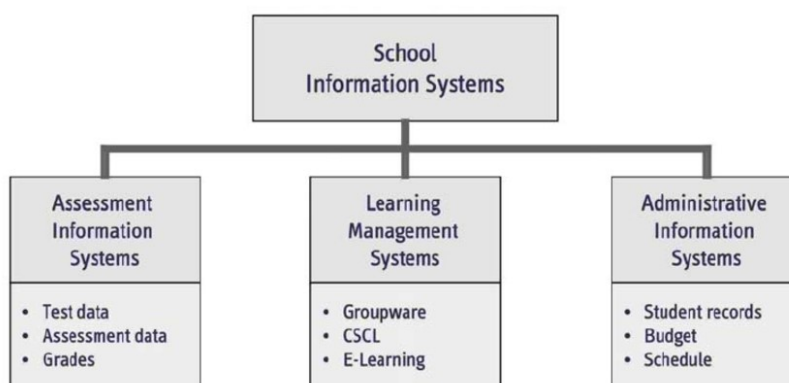 School
Information Systems
Assessment
Information
Systems
• Test data
• Assessment data
• Grades
Learning
Management
Systems
• Groupware
• CSCL
• E-Learning
Administrative
Information
Systems
• Student records
• Budget
• Schedule